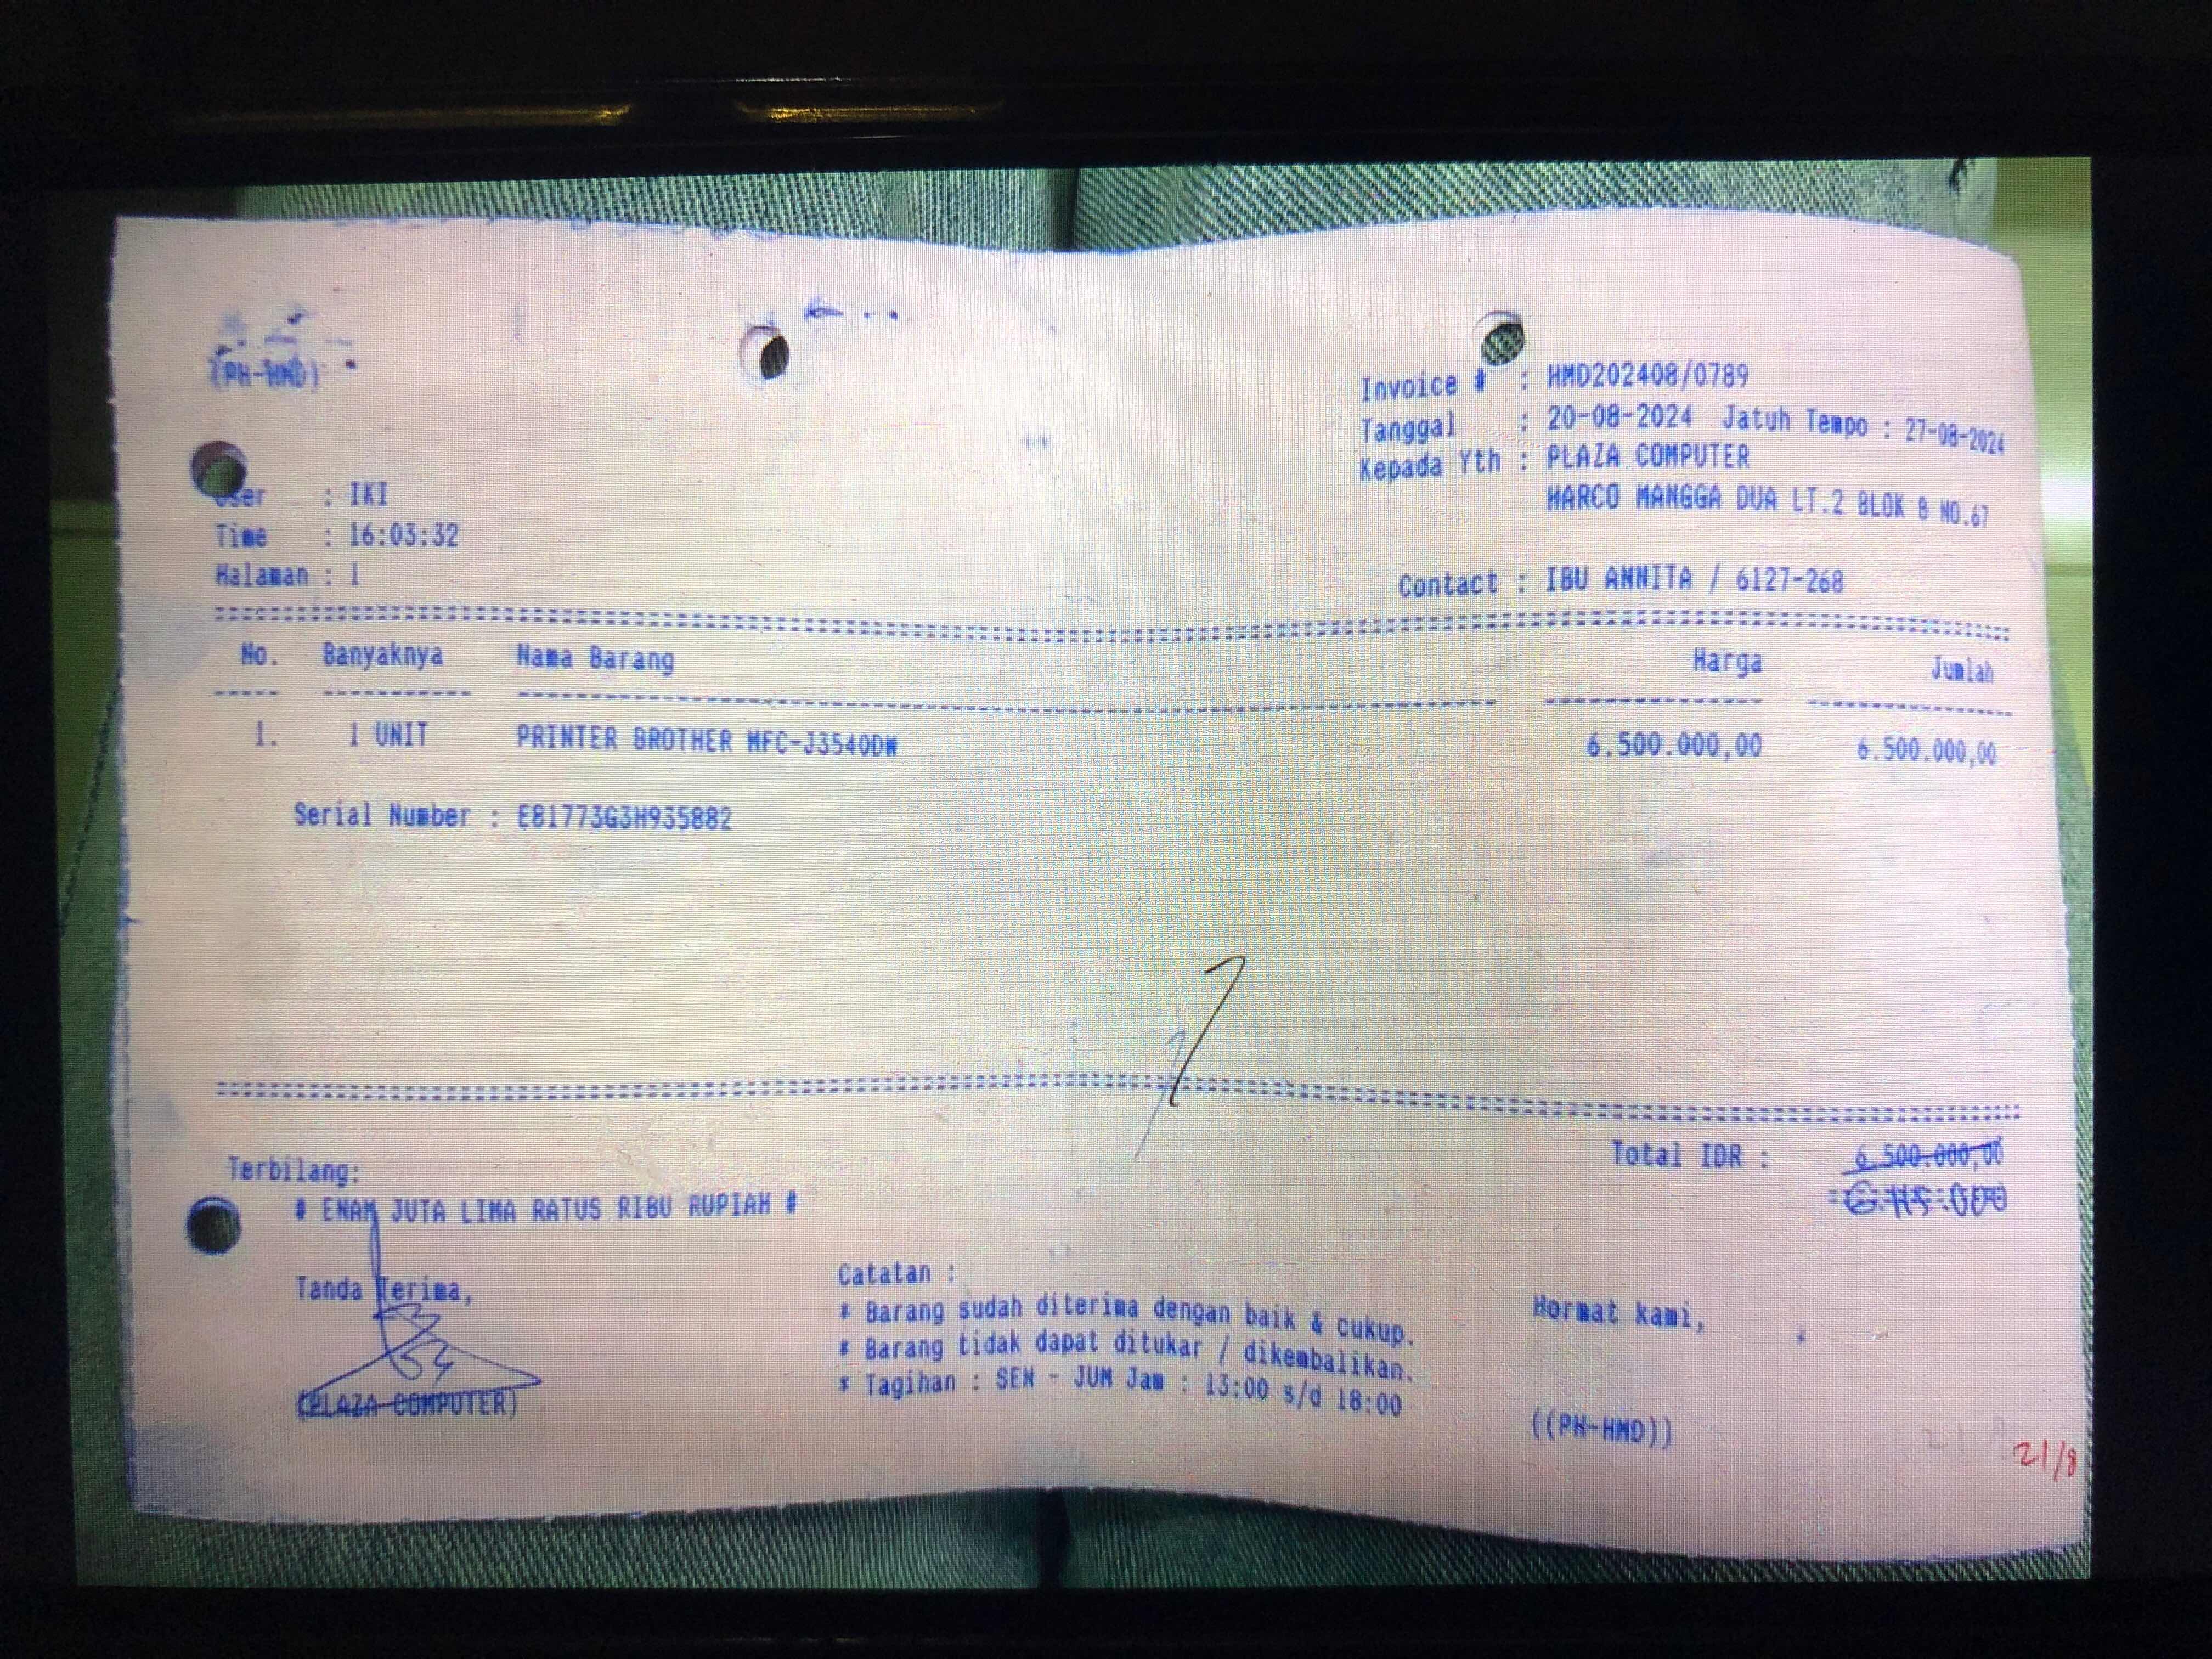 (PH-HMD)
Invoice # : HMD202408/0789
Tanggal : 20-08-2024 Jatuh Tempo : 27-08-2024
Kepada Yth : PLAZA COMPUTER
HARCO MANGGA DUA LT.2 BLOK B NO.67
User : IKI
Time : 16:03:32
Halaman : 1
Contact : IBU ANNITA / 6127-268
No. Banyaknya Nama Barang Harga Jumlah
1. 1 UNIT PRINTER BROTHER MFC-J3540DW 6.500.000,00 6.500.000,00
Serial Number : E81773G3H935882
Total IDR : 6.500.000,00
Terbilang:
# ENAM JUTA LIMA RATUS RIBU RUPIAH #
Tanda Terima,
(PLAZA COMPUTER)
Catatan :
* Barang sudah diterima dengan baik & cukup.
* Barang tidak dapat ditukar / dikembalikan.
* Tagihan : SEN - JUM Jam : 13:00 s/d 18:00
Hormat kami,
((PH-HMD))
21/8